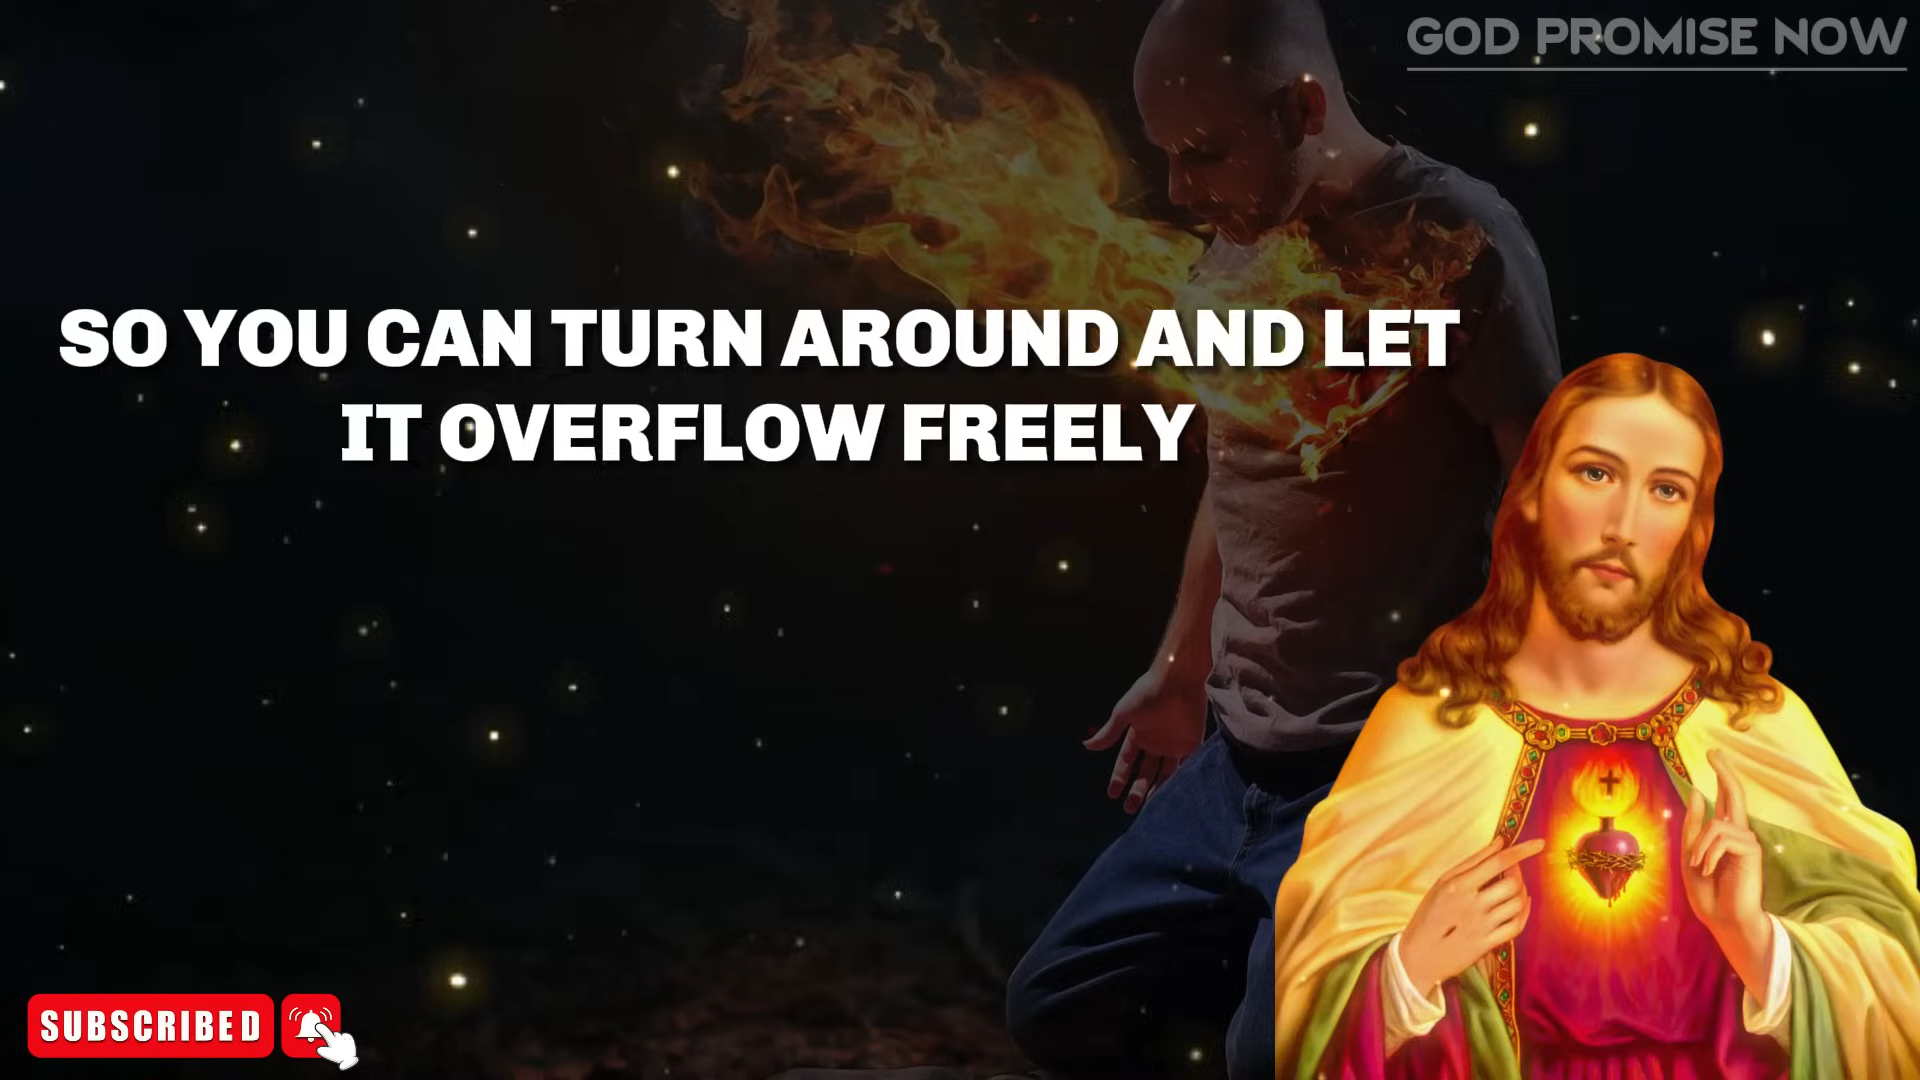 GOD PROMISE NOW
SO YOU CAN TURN AROUND AND LET
IT OVERFLOW FREELY
SUBSCRIBED